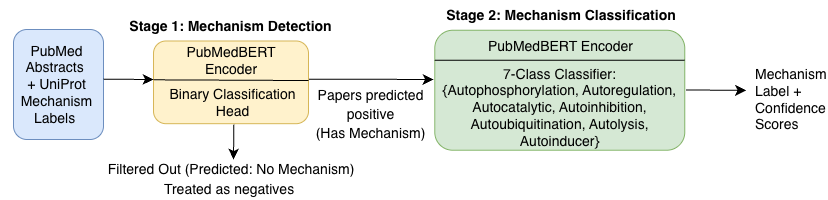 Stage 1: Mechanism Detection
Stage 2: Mechanism Classification
PubMed
Abstracts
+ UniProt
Mechanism
Labels
PubMedBERT
Encoder
Binary Classification
Head
Filtered Out (Predicted: No Mechanism)
Treated as negatives
Papers predicted
positive
(Has Mechanism)
PubMedBERT Encoder
7-Class Classifier:
{Autophosphorylation, Autoregulation,
Autocatalytic, Autoinhibition,
Autoubiquitination, Autolysis,
Autoinducer}
Mechanism
Label +
Confidence
Scores